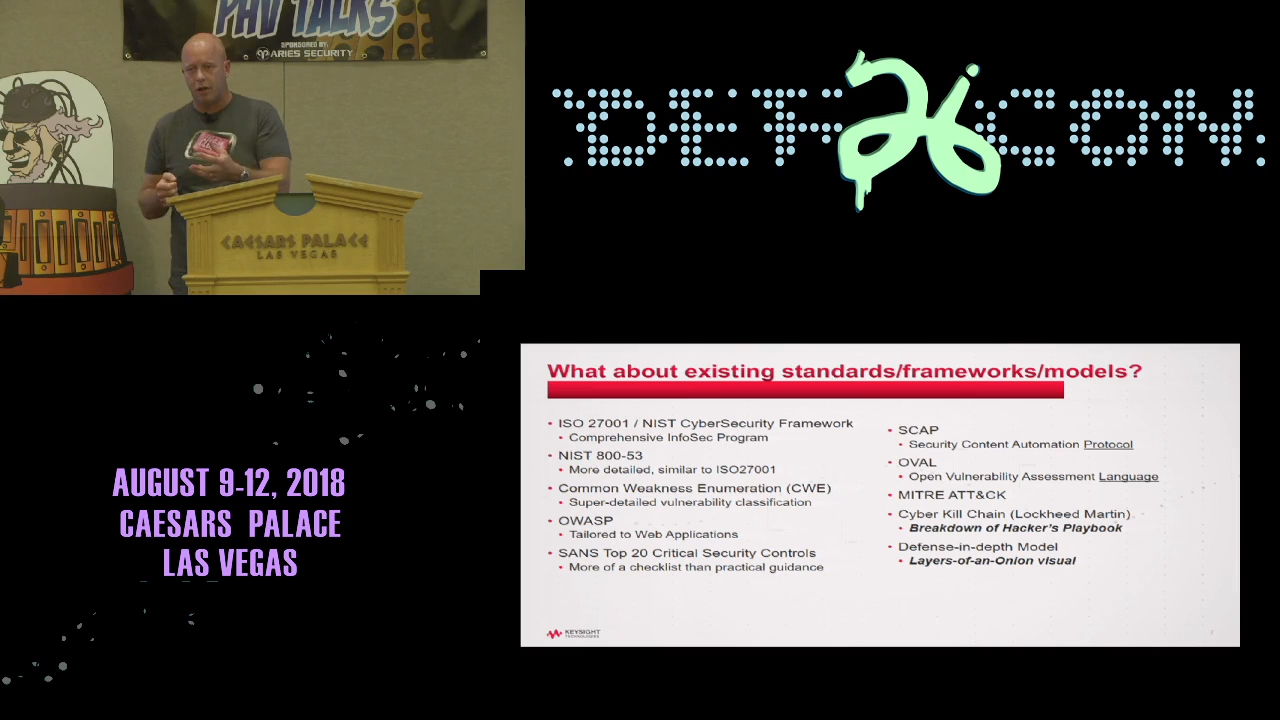 PHV TALKS
SPONSORED BY:
ARIES SECURITY
CAESARS PALACE
LAS VEGAS
DEF 26 CON
AUGUST 9-12, 2018
CAESARS PALACE
LAS VEGAS
What about existing standards/frameworks/models?
• ISO 27001 / NIST CyberSecurity Framework
• Comprehensive InfoSec Program
• NIST 800-53
• More detailed, similar to ISO27001
• Common Weakness Enumeration (CWE)
• Super-detailed vulnerability classification
• OWASP
• Tailored to Web Applications
• SANS Top 20 Critical Security Controls
• More of a checklist than practical guidance
• SCAP
• Security Content Automation Protocol
• OVAL
• Open Vulnerability Assessment Language
• MITRE ATT&CK
• Cyber Kill Chain (Lockheed Martin)
• Breakdown of Hacker's Playbook
• Defense-in-depth Model
• Layers-of-an-Onion visual
KEYSIGHT
TECHNOLOGIES